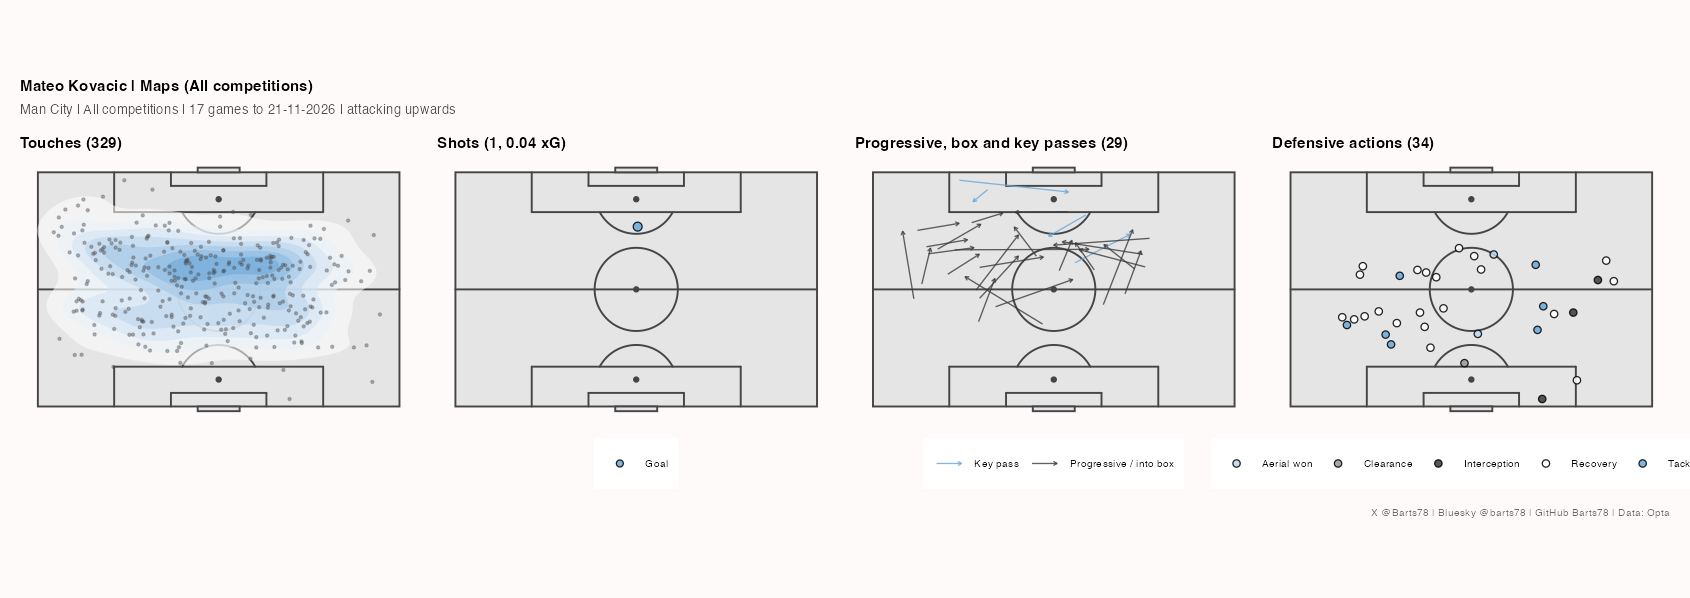 Mateo Kovacic | Maps (All competitions)
Man City | All competitions | 17 games to 21-11-2026 | attacking upwards
Touches (329)
Shots (1, 0.04 xG)
Progressive, box and key passes (29)
Defensive actions (34)
Goal
Key pass
Progressive / into box
Aerial won
Clearance
Interception
Recovery
Tack
X @Barts78 | Bluesky @barts78 | GitHub Barts78 | Data: Opta